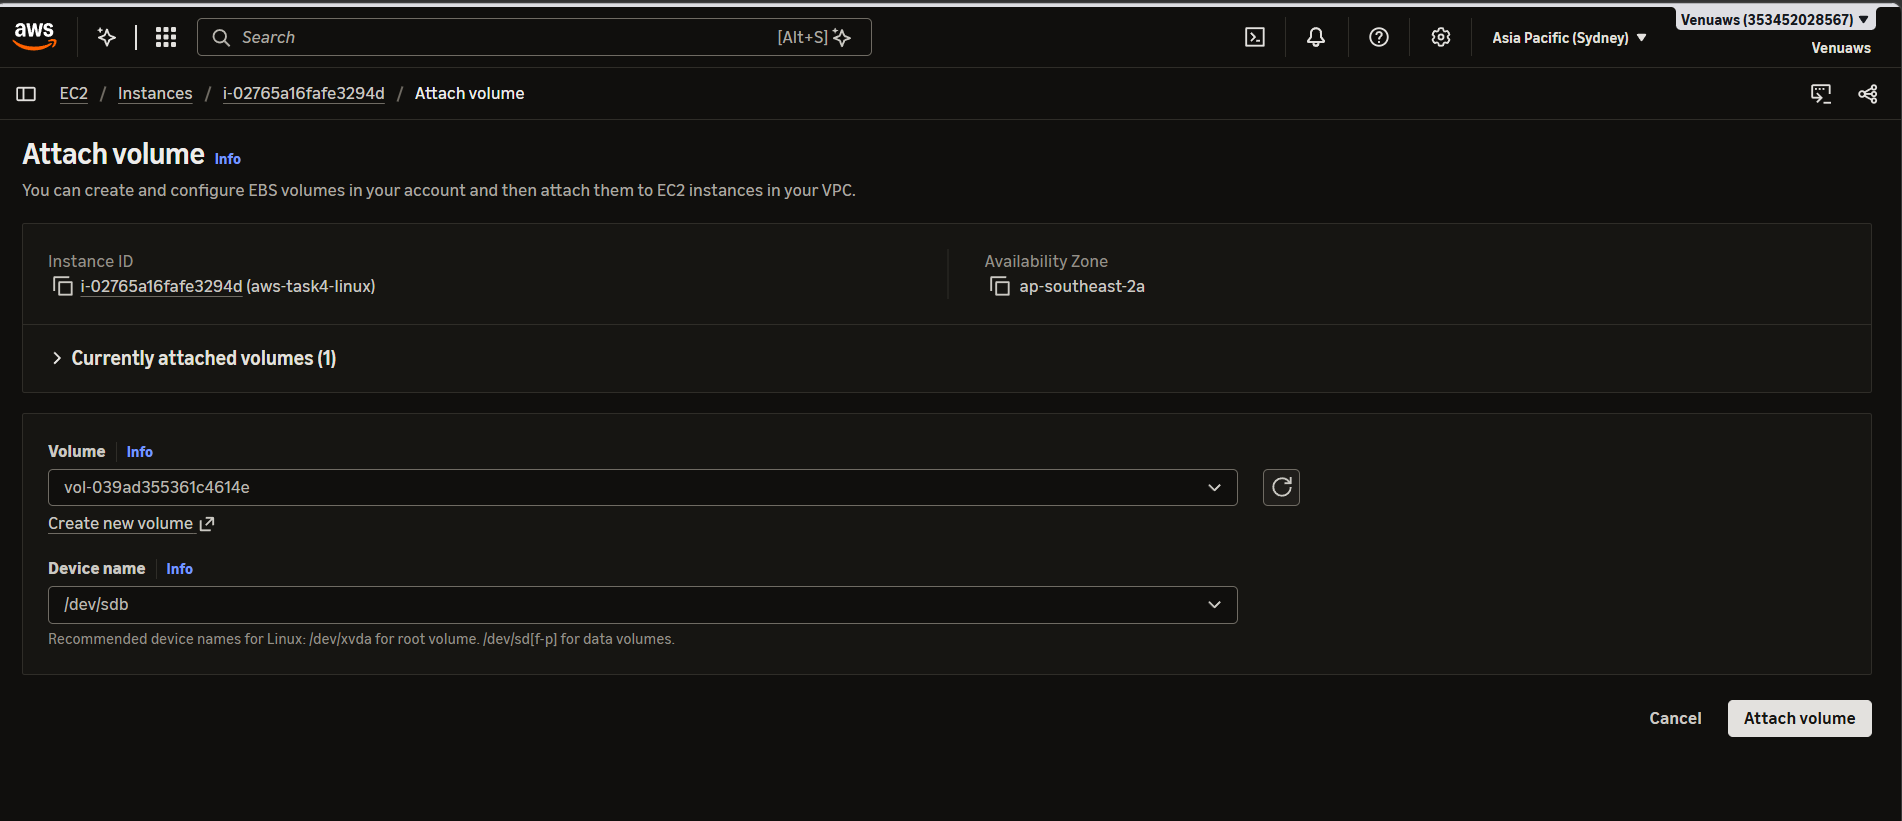 aws
Search [Alt+S]
Asia Pacific (Sydney)
Venuaws (353452028567)
Venuaws
EC2 / Instances / i-02765a16fafe3294d / Attach volume
Attach volume Info
You can create and configure EBS volumes in your account and then attach them to EC2 instances in your VPC.
Instance ID
i-02765a16fafe3294d (aws-task4-linux)
Availability Zone
ap-southeast-2a
Currently attached volumes (1)
Volume Info
vol-039ad355361c4614e
Create new volume
Device name Info
/dev/sdb
Recommended device names for Linux: /dev/xvda for root volume. /dev/sd[f-p] for data volumes.
Cancel
Attach volume